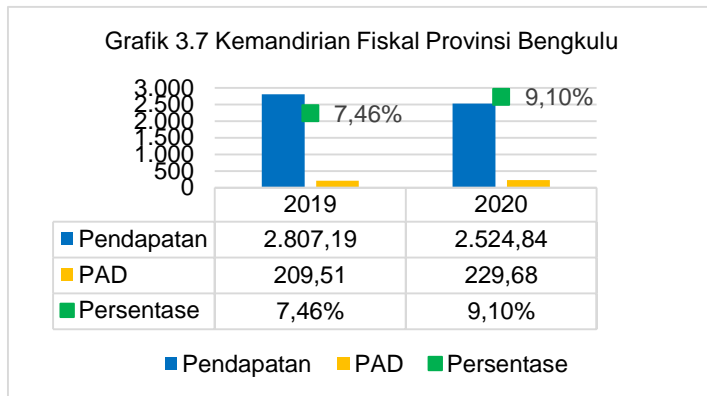 Grafik 3.7 Kemandirian Fiskal Provinsi Bengkulu
3.000
2.500
2.000
1.500
1.000
500
0
7,46%
9,10%
2019 2020
Pendapatan 2.807,19 2.524,84
PAD 209,51 229,68
Persentase 7,46% 9,10%
Pendapatan PAD Persentase